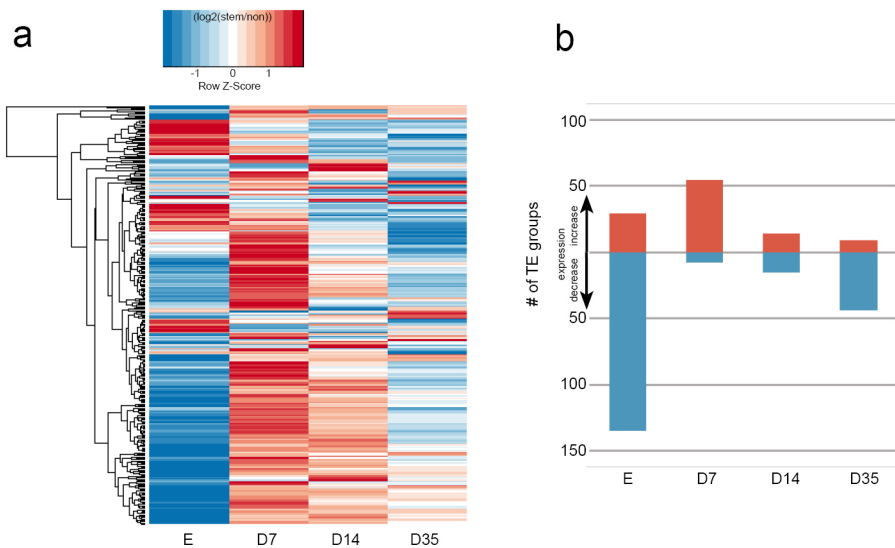 a
(log2(stem/non))
-1 0 1
Row Z-Score
E D7 D14 D35
b
# of TE groups
expression
decrease increase
100
50
50
100
150
E D7 D14 D35